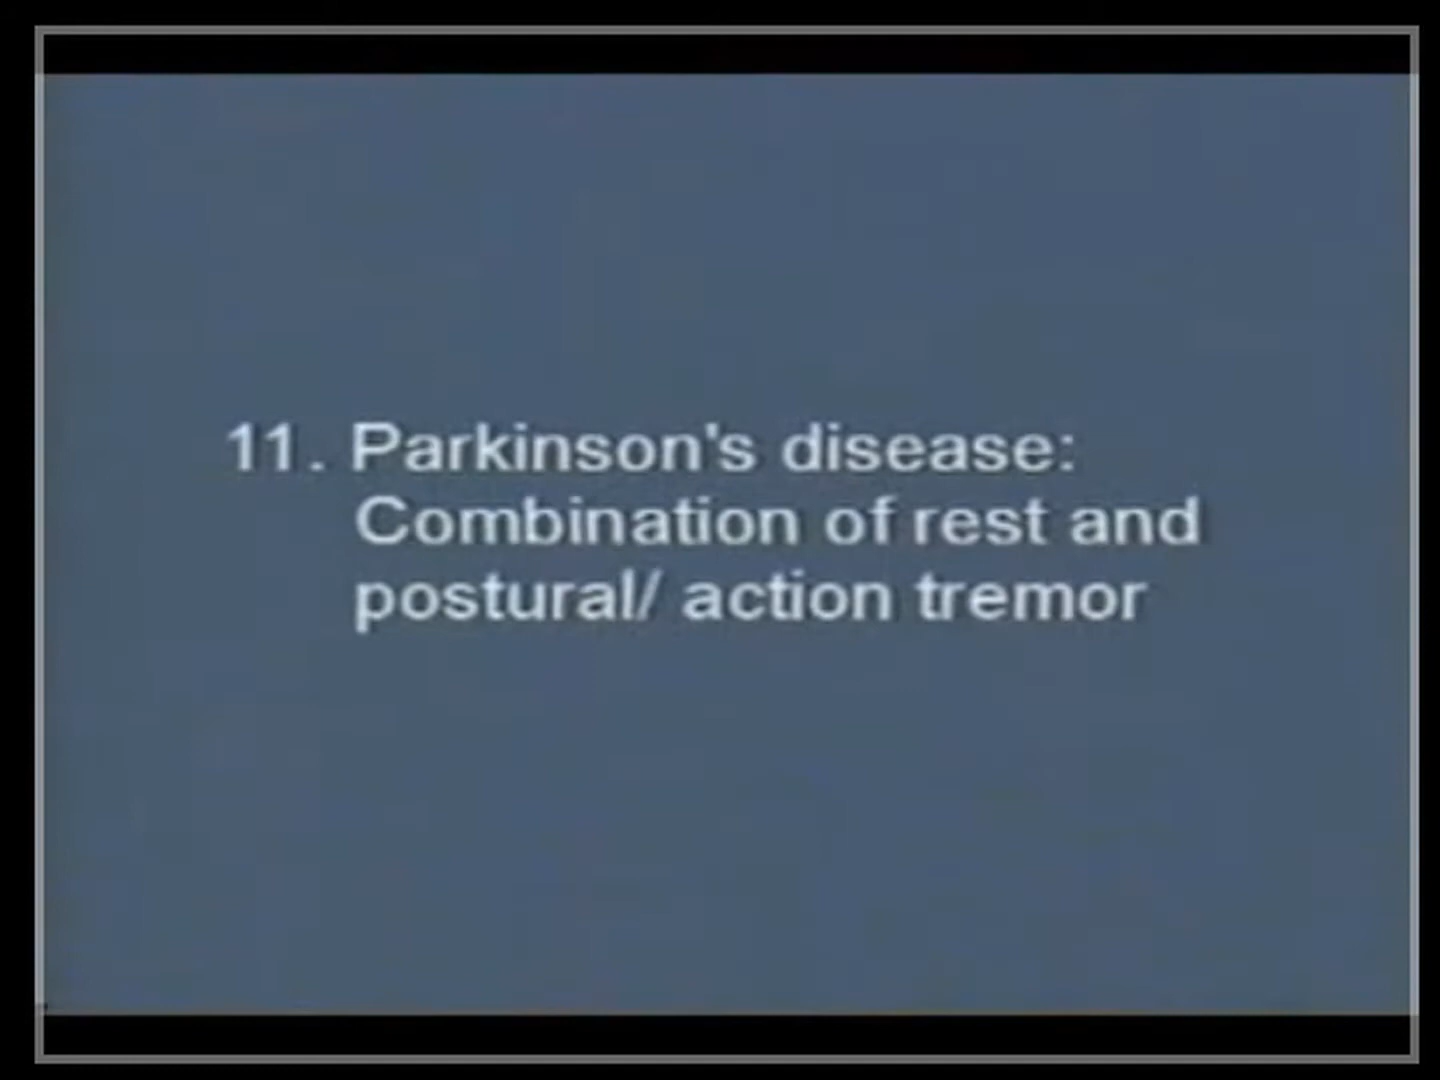 11. Parkinson's disease:
Combination of rest and
postural/ action tremor